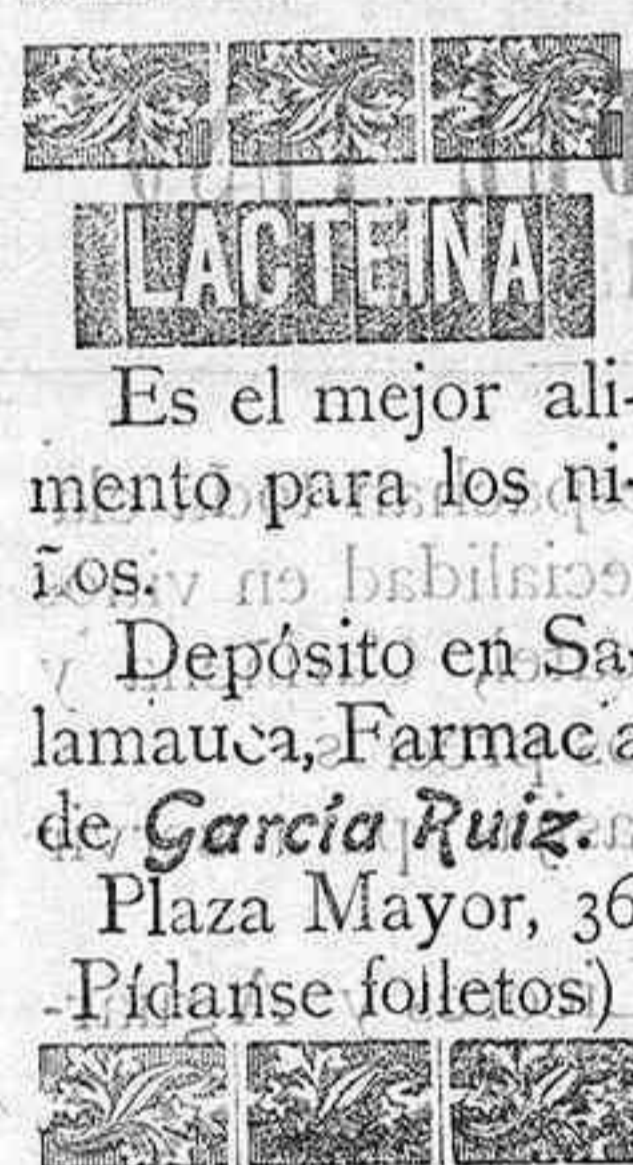 LACTEINA
Es el mejor ali-
mento para los ni-
ños.
Depósito en Sa-
lamauca, Farmac a
de García Ruiz.
Plaza Mayor, 36
Pídanse folletos)